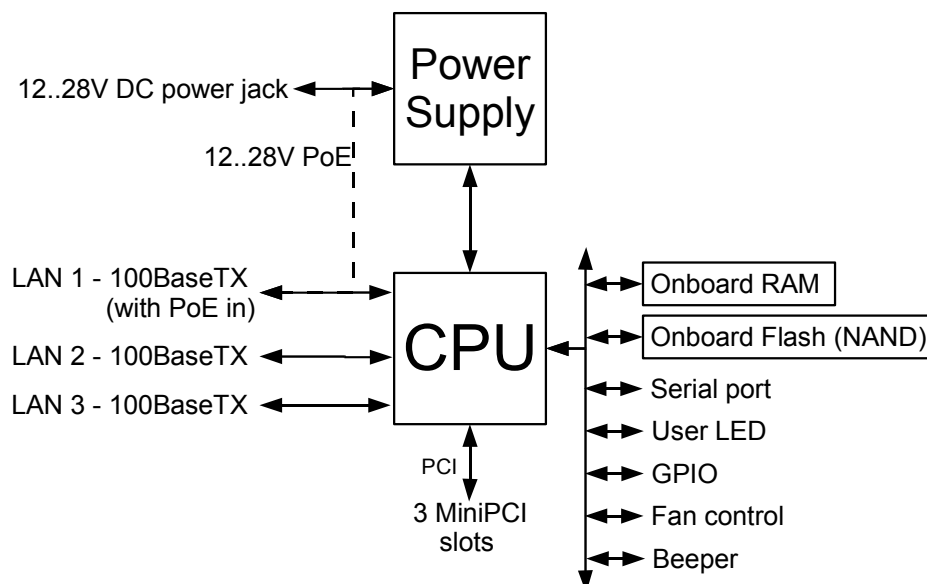 Power
Supply
12..28V DC power jack
12..28V PoE
LAN 1 - 100BaseTX
(with PoE in)
LAN 2 - 100BaseTX
LAN 3 - 100BaseTX
CPU
PCI
3 MiniPCI
slots
Onboard RAM
Onboard Flash (NAND)
Serial port
User LED
GPIO
Fan control
Beeper